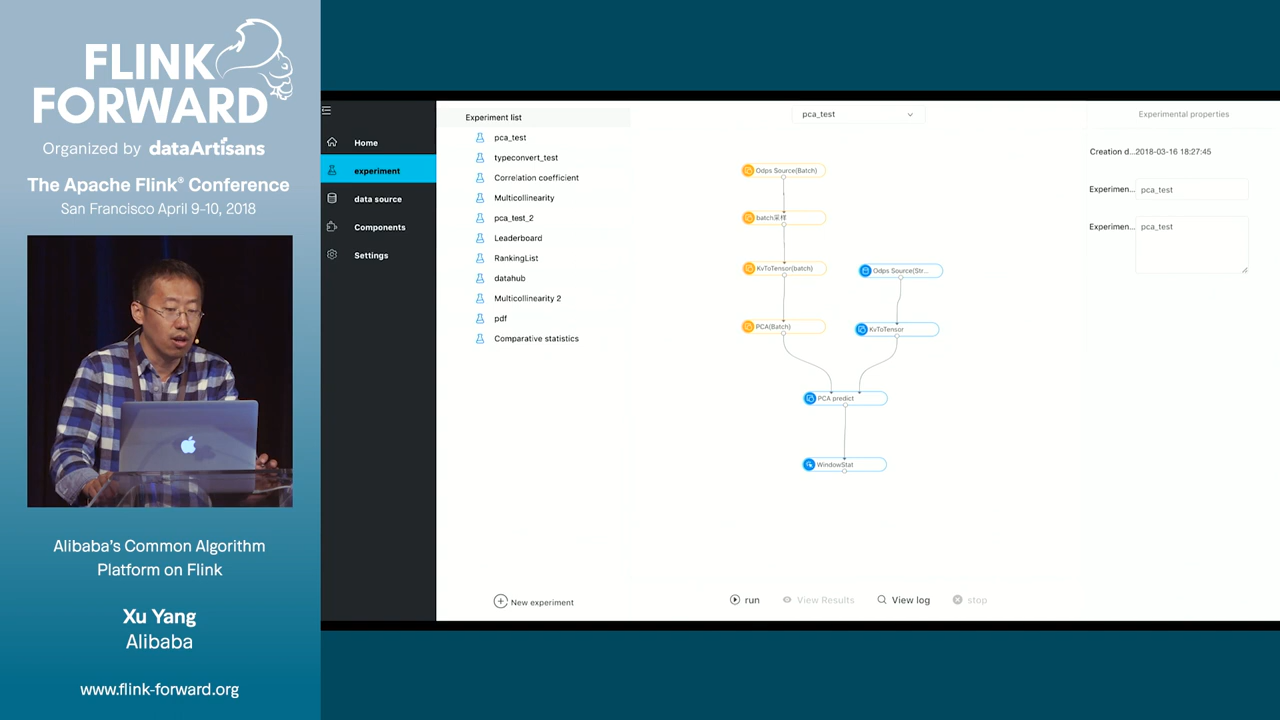 FLINK
FORWARD
Organized by dataArtisans
The Apache Flink® Conference
San Francisco April 9-10, 2018
Alibaba's Common Algorithm
Platform on Flink
Xu Yang
Alibaba
www.flink-forward.org
Home
experiment
data source
Components
Settings
Experiment list
pca_test
typeconvert_test
Correlation coefficient
Multicollinearity
pca_test_2
Leaderboard
RankingList
datahub
Multicollinearity 2
pdf
Comparative statistics
New experiment
pca_test
Odps Source(Batch)
batch采样
KvToTensor(batch)
Odps Source(Str...
PCA(Batch)
KvToTensor
PCA predict
WindowStat
run
View Results
View log
stop
Experimental properties
Creation d...2018-03-16 18:27:45
Experimen... pca_test
Experimen... pca_test